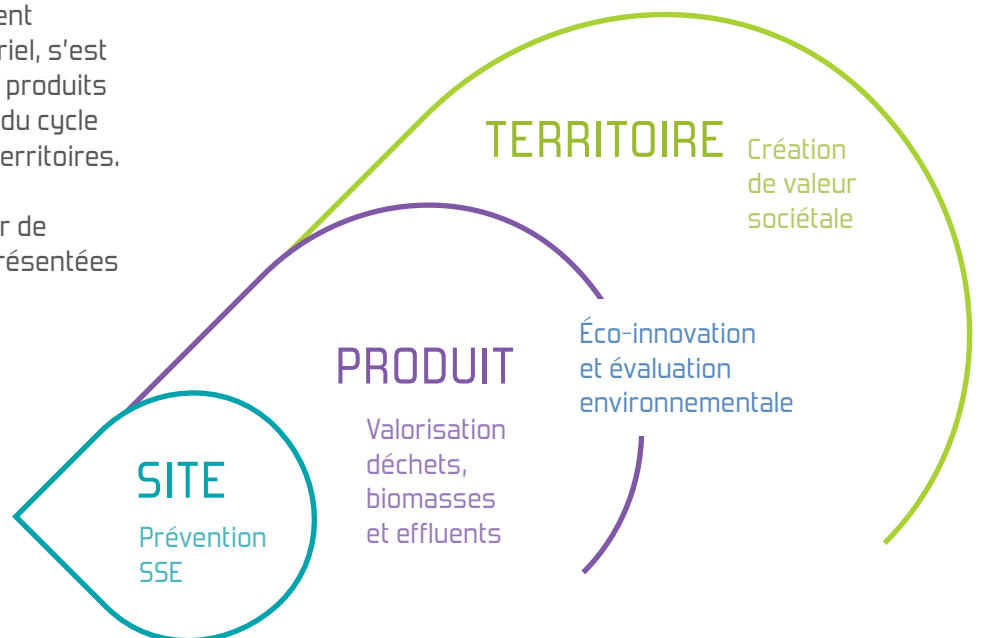 ent
riel, s'est
produits
du cycle
erritoires.
r de
résentées
TERRITOIRE
Création
de valeur
sociétale
PRODUIT
Valorisation
déchets,
biomasses
et effluents
Éco-innovation
et évaluation
environnementale
SITE
Prévention
SSE